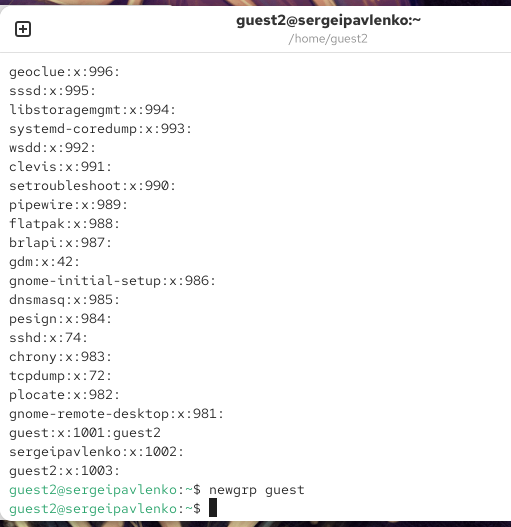 guest2@sergeipavlenko:~
/home/guest2
geoclue:x:996:
sssd:x:995:
libstoragemgmt:x:994:
systemd-coredump:x:993:
wsdd:x:992:
clevis:x:991:
setroubleshoot:x:990:
pipewire:x:989:
flatpak:x:988:
brlapi:x:987:
gdm:x:42:
gnome-initial-setup:x:986:
dnsmasq:x:985:
pesign:x:984:
sshd:x:74:
chrony:x:983:
tcpdump:x:72:
plocate:x:982:
gnome-remote-desktop:x:981:
guest:x:1001:guest2
sergeipavlenko:x:1002:
guest2:x:1003:
guest2@sergeipavlenko:~$ newgrp guest
guest2@sergeipavlenko:~$